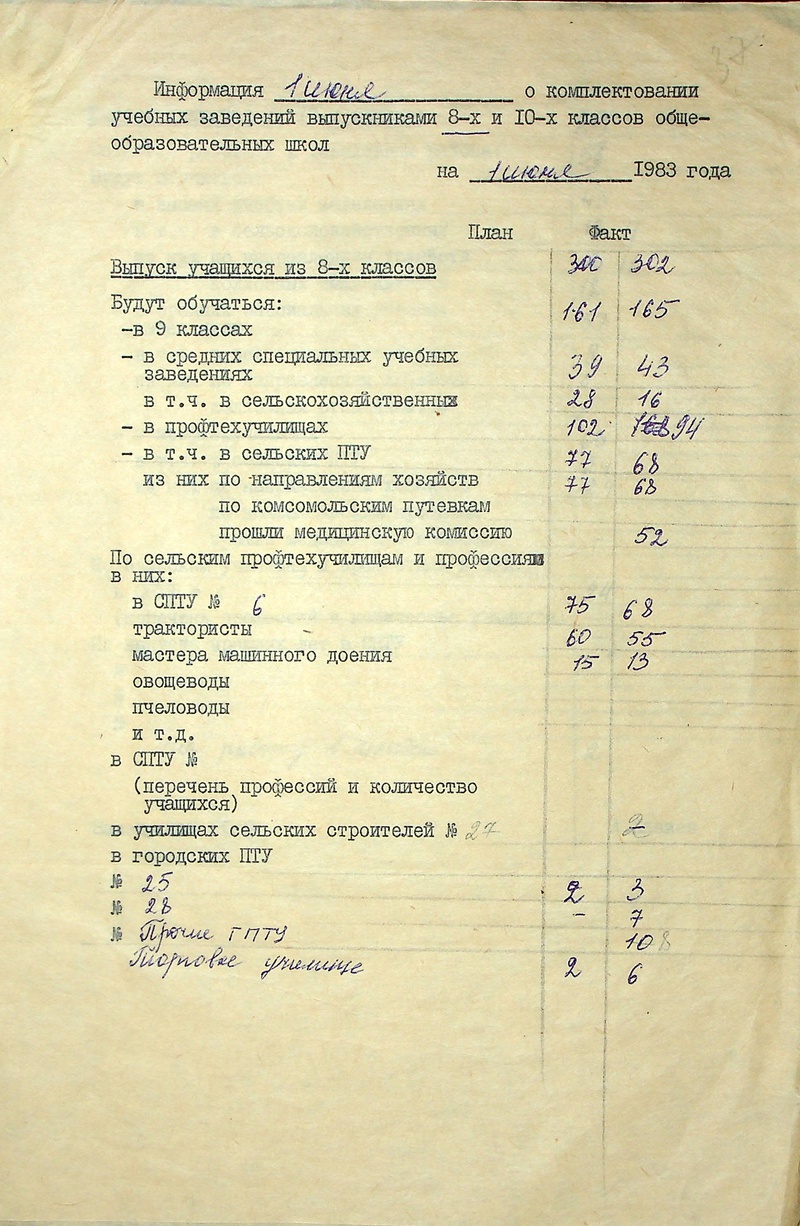 Информация 1 июня о комплектовании
учебных заведений выпускниками 8-х и 10-х классов обще-
образовательных школ
на 1 июня 1983 года
План Факт
Выпуск учащихся из 8-х классов 300 302
Будут обучаться: 161 165
-в 9 классах
- в средних специальных учебных 39 43
заведениях
в т.ч. в сельскохозяйственных 28 16
- в профтехучилищах 102 94
- в т.ч. в сельских ПТУ 77 68
из них по направлениям хозяйств 77 68
по комсомольским путевкам
прошли медицинскую комиссию 52
По сельским профтехучилищам и профессиям
в них:
в СПТУ № 6 75 68
трактористы 60 55
мастера машинного доения 15 13
овощеводы
пчеловоды
и т.д.
в СПТУ №
(перечень профессий и количество
учащихся)
в училищах сельских строителей № 27 2
в городских ПТУ
№ 25 2 3
№ 28 - 7
№ Прочие ГПТУ 10 8
Торговое училище 2 6